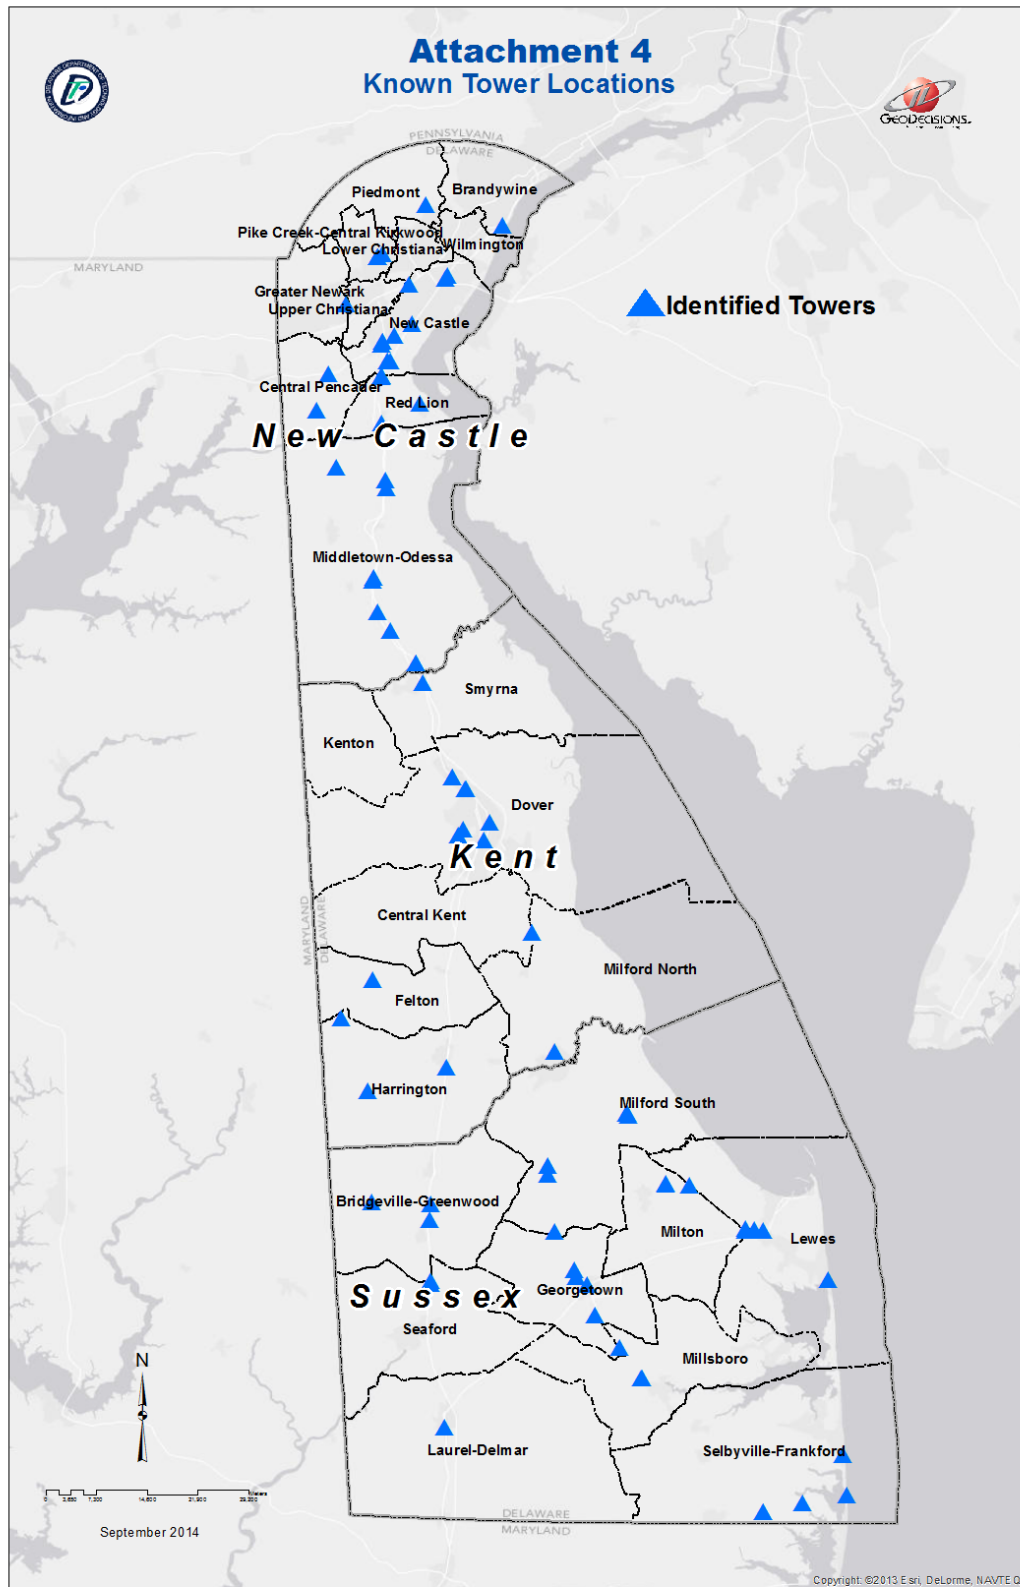 Attachment 4
Known Tower Locations
GEODECISIONS
PENNSYLVANIA
DELAWARE
Brandywine
Piedmont
Pike Creek-Central Kirkwood
Lower Christiana
Wilmington
MARYLAND
Greater Newark
Upper Christiana
Identified Towers
New Castle
Central Pencader
Red Lion
New Castle
Middletown-Odessa
Smyrna
Kenton
Dover
Kent
Central Kent
MARYLAND
DELAWARE
Milford North
Felton
Harrington
Milford South
Bridgeville-Greenwood
Milton
Lewes
Georgetown
Sussex
Seaford
Millsboro
N
Laurel-Delmar
Selbyville-Frankford
September 2014
DELAWARE
MARYLAND
Copyright: ©2013 Esri, DeLorme, NAVTEQ